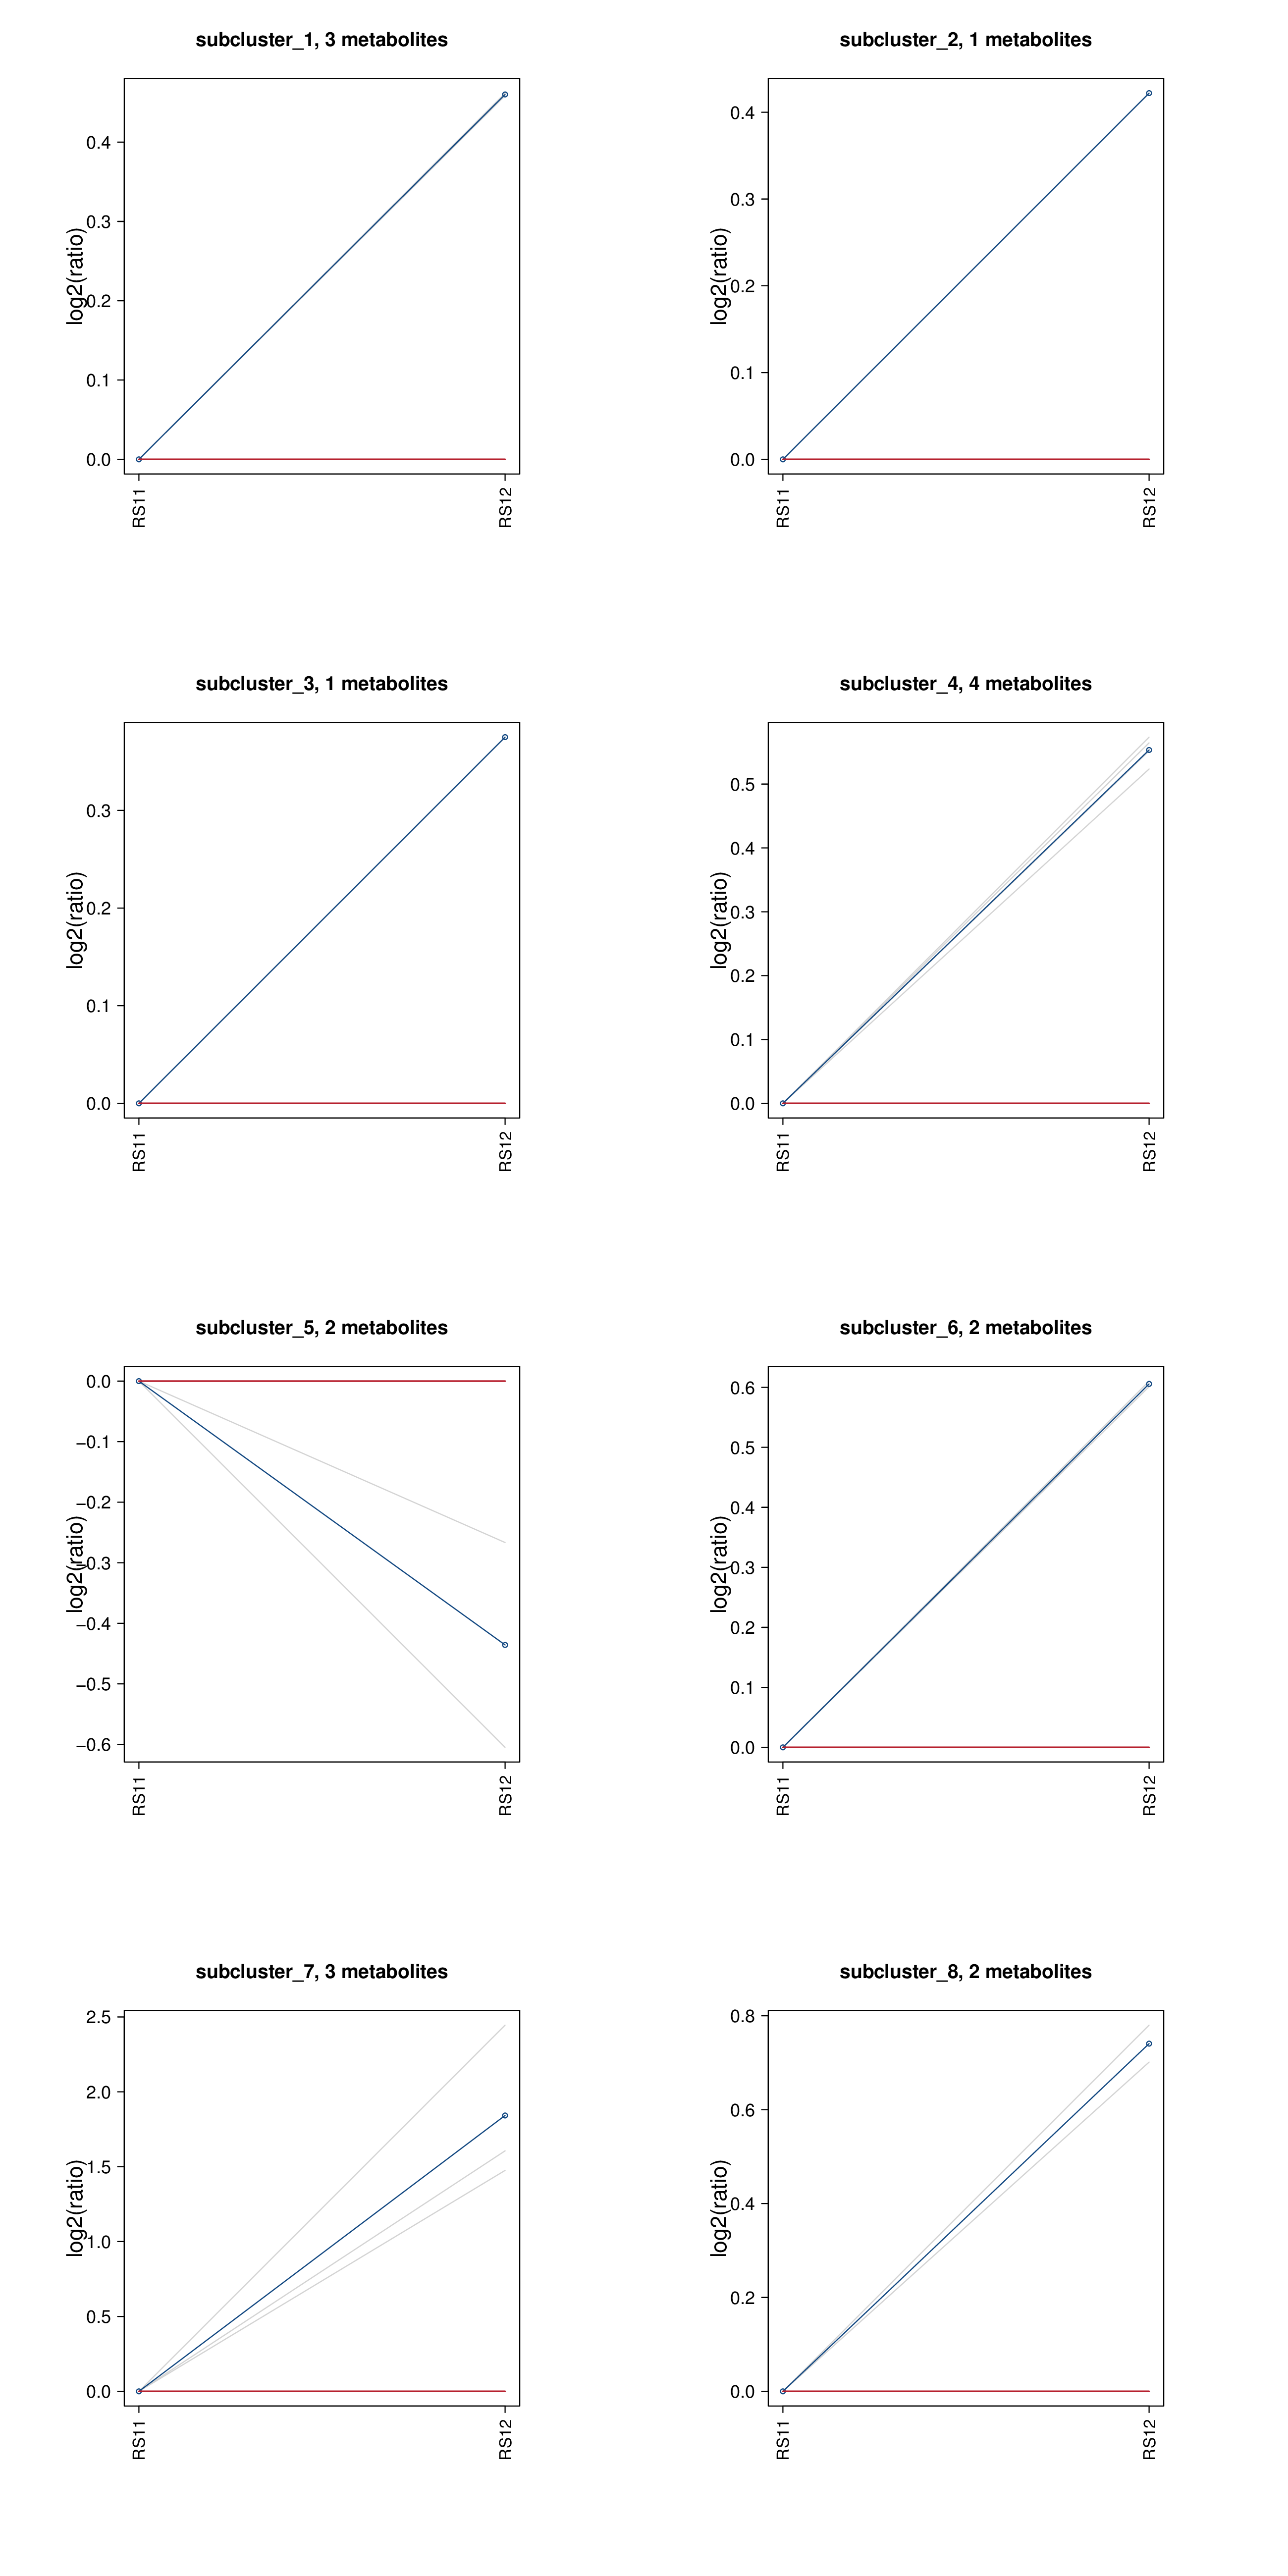 subcluster_1, 3 metabolites
log2(ratio)
0.4
0.3
0.2
0.1
0.0
RS11
RS12
subcluster_2, 1 metabolites
log2(ratio)
0.4
0.3
0.2
0.1
0.0
RS11
RS12
subcluster_3, 1 metabolites
log2(ratio)
0.3
0.2
0.1
0.0
RS11
RS12
subcluster_4, 4 metabolites
log2(ratio)
0.5
0.4
0.3
0.2
0.1
0.0
RS11
RS12
subcluster_5, 2 metabolites
log2(ratio)
0.0
−0.1
−0.2
−0.3
−0.4
−0.5
−0.6
RS11
RS12
subcluster_6, 2 metabolites
log2(ratio)
0.6
0.5
0.4
0.3
0.2
0.1
0.0
RS11
RS12
subcluster_7, 3 metabolites
log2(ratio)
2.5
2.0
1.5
1.0
0.5
0.0
RS11
RS12
subcluster_8, 2 metabolites
log2(ratio)
0.8
0.6
0.4
0.2
0.0
RS11
RS12